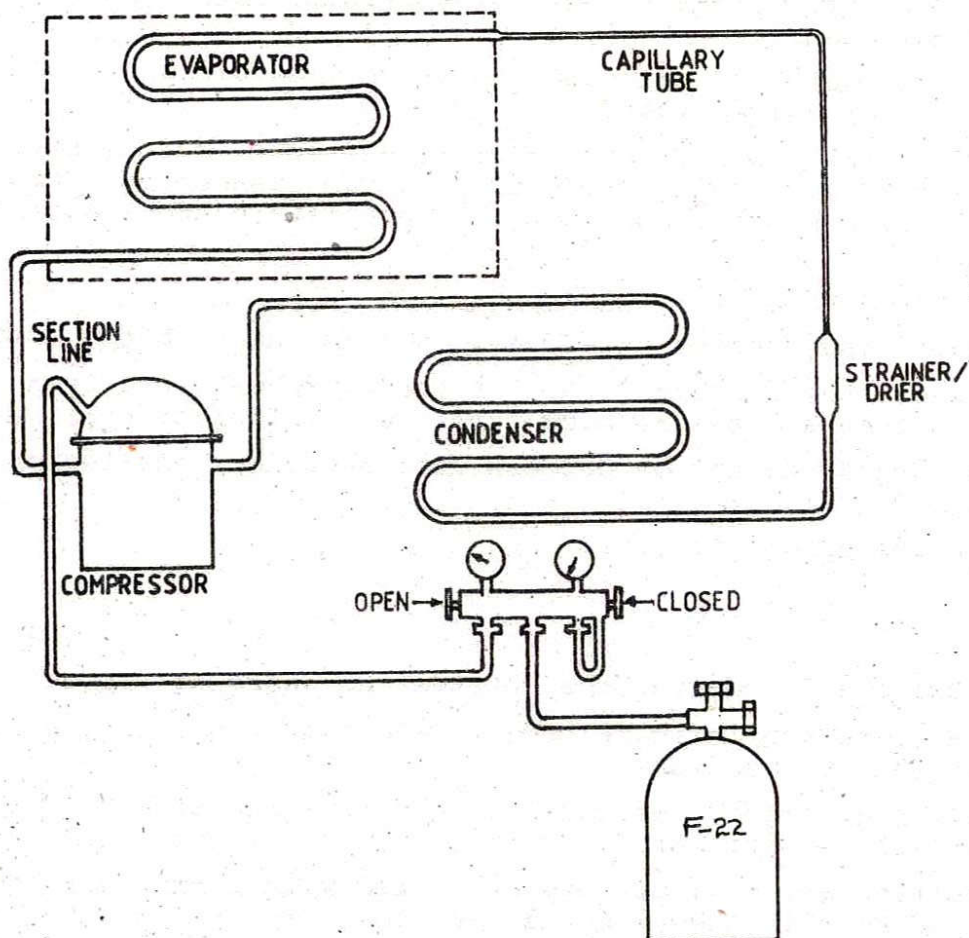 EVAPORATOR
CAPILLARY
TUBE
SECTION
LINE
STRAINER/
DRIER
CONDENSER
COMPRESSOR
OPEN
CLOSED
F-22